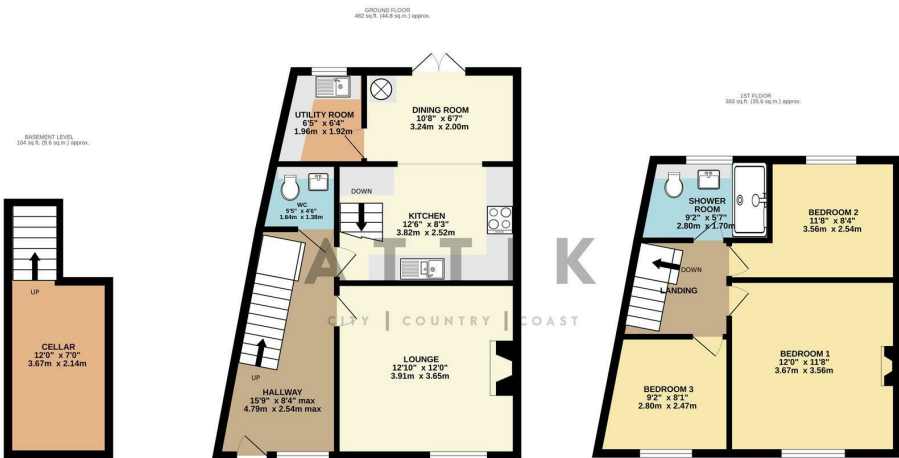 GROUND FLOOR
482 sq.ft. (44.8 sq.m.) approx.
UTILITY ROOM
6'5" x 6'4"
1.96m x 1.92m
DINING ROOM
10'8" x 6'7"
3.24m x 2.00m
WC
5'5" x 4'6"
1.64m x 1.38m
DOWN
KITCHEN
12'6" x 8'3"
3.82m x 2.52m
UP
HALLWAY
15'9" x 8'4" max
4.79m x 2.54m max
LOUNGE
12'10" x 12'0"
3.91m x 3.65m
BASEMENT LEVEL
104 sq.ft. (9.6 sq.m.) approx.
UP
CELLAR
12'0" x 7'0"
3.67m x 2.14m
1ST FLOOR
383 sq.ft. (35.6 sq.m.) approx.
SHOWER
ROOM
9'2" x 5'7"
2.80m x 1.70m
BEDROOM 2
11'8" x 8'4"
3.56m x 2.54m
DOWN
LANDING
BEDROOM 1
12'0" x 11'8"
3.67m x 3.56m
BEDROOM 3
9'2" x 8'1"
2.80m x 2.47m
CITY | COUNTRY | COAST